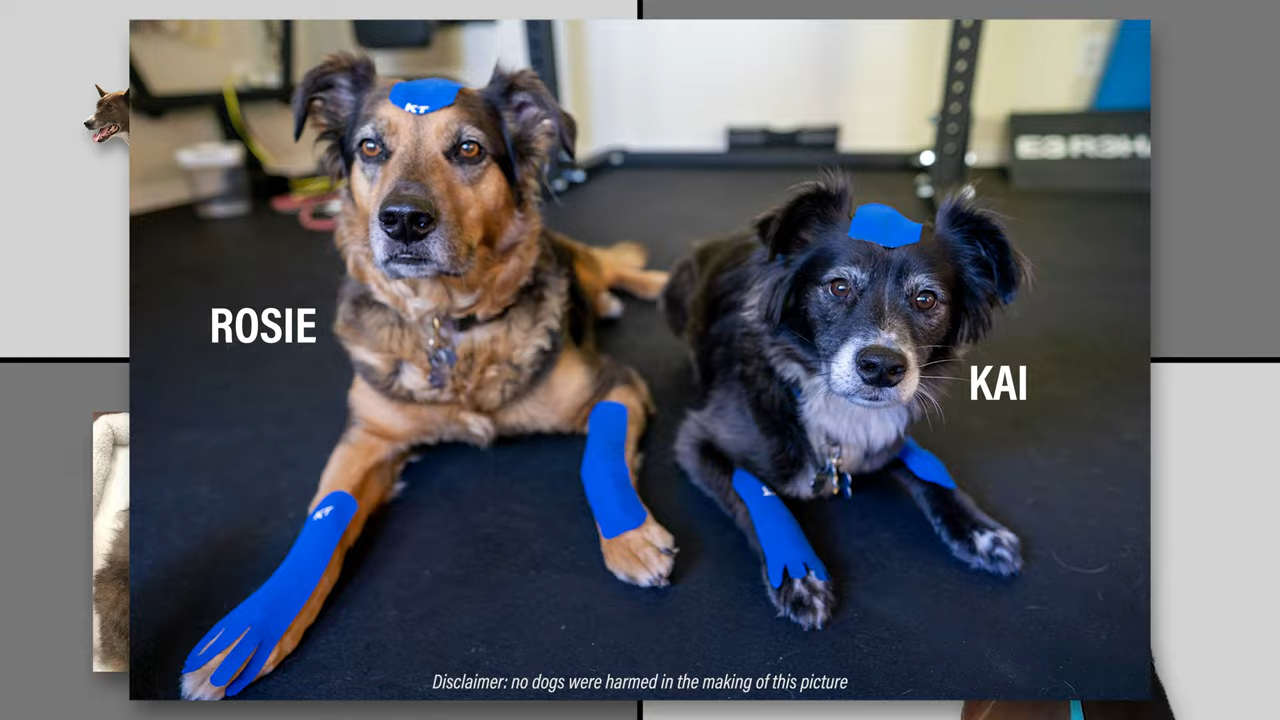 KT
ROSIE
KAI
KT
Disclaimer: no dogs were harmed in the making of this picture